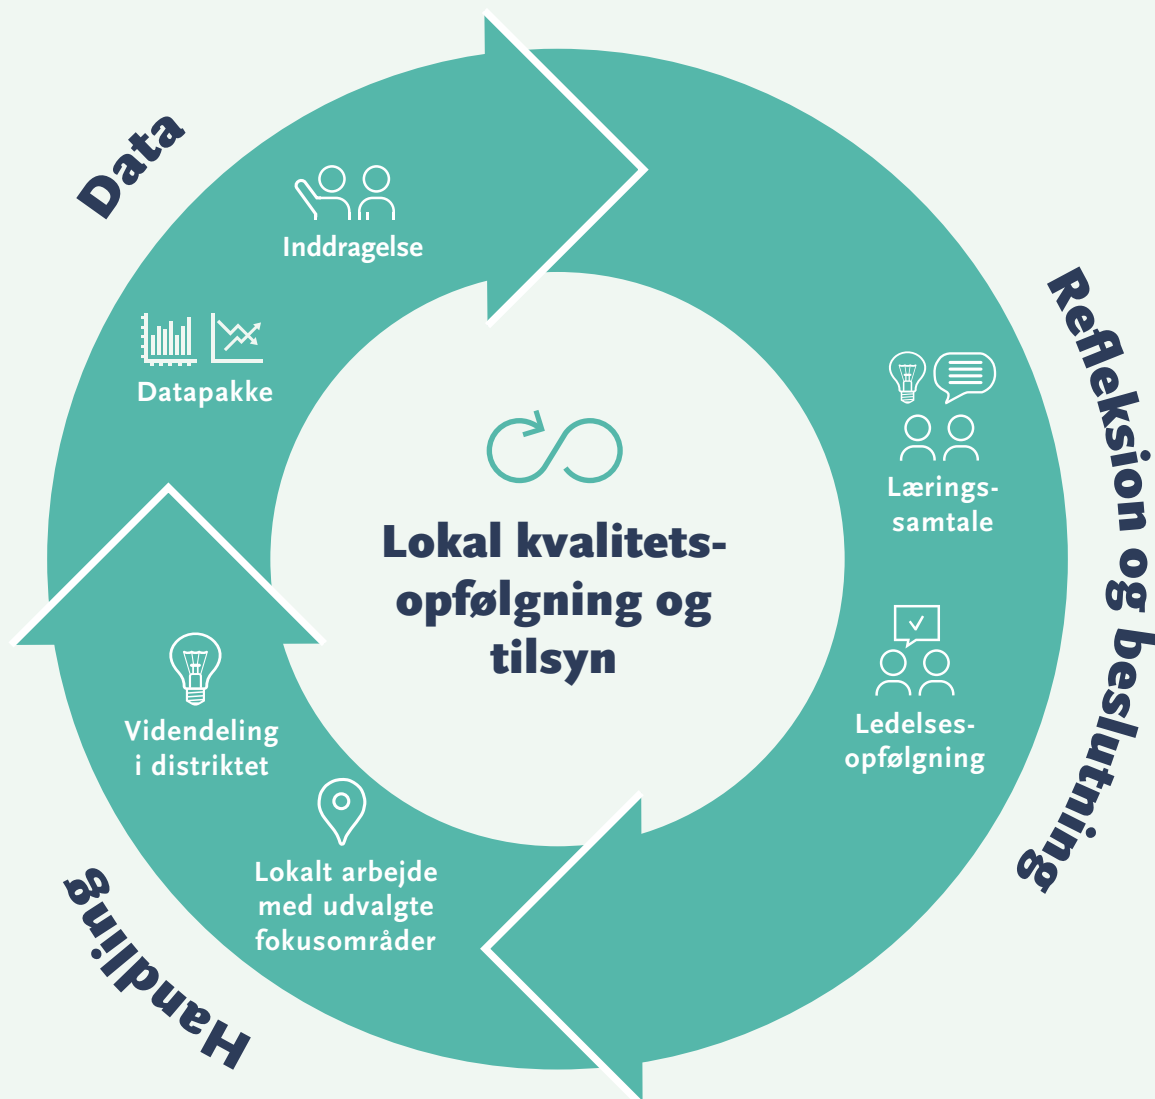 Data
Inddragelse
Datapakke
Refleksion og beslutning
Lærings-
samtale
Ledelses-
opfølgning
Lokal kvalitets-
opfølgning og
tilsyn
Handling
Videndeling
i distriktet
Lokalt arbejde
med udvalgte
fokusområder